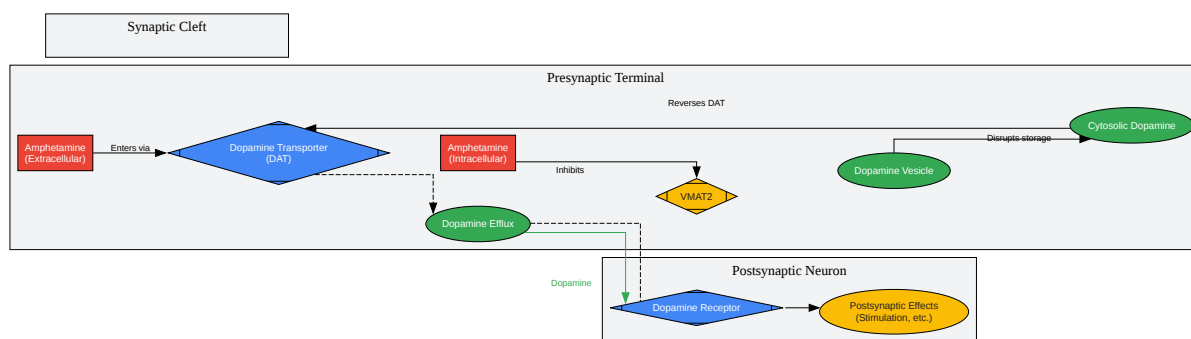 Synaptic Cleft
Presynaptic Terminal
Reverses DAT
Cytosolic Dopamine
Disrupts storage
Amphetamine
(Extracellular)
Enters via
Dopamine Transporter
(DAT)
Amphetamine
(Intracellular)
Inhibits
Dopamine Vesicle
VMAT2
Dopamine Efflux
Postsynaptic Neuron
Dopamine
Dopamine Receptor
Postsynaptic Effects
(Stimulation, etc.)